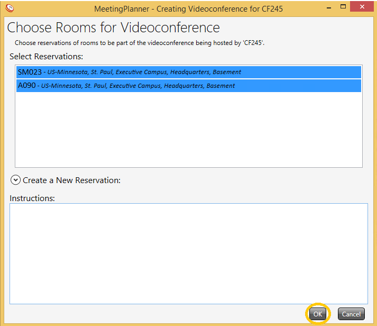 MeetingPlanner - Creating Videoconference for CF245
Choose Rooms for Videoconference
Choose reservations of rooms to be part of the videoconference being hosted by 'CF245'.
Select Reservations:
SM023 - US-Minnesota, St. Paul, Executive Campus, Headquarters, Basement
A090 - US-Minnesota, St. Paul, Executive Campus, Headquarters, Basement
Create a New Reservation:
Instructions:
OK Cancel